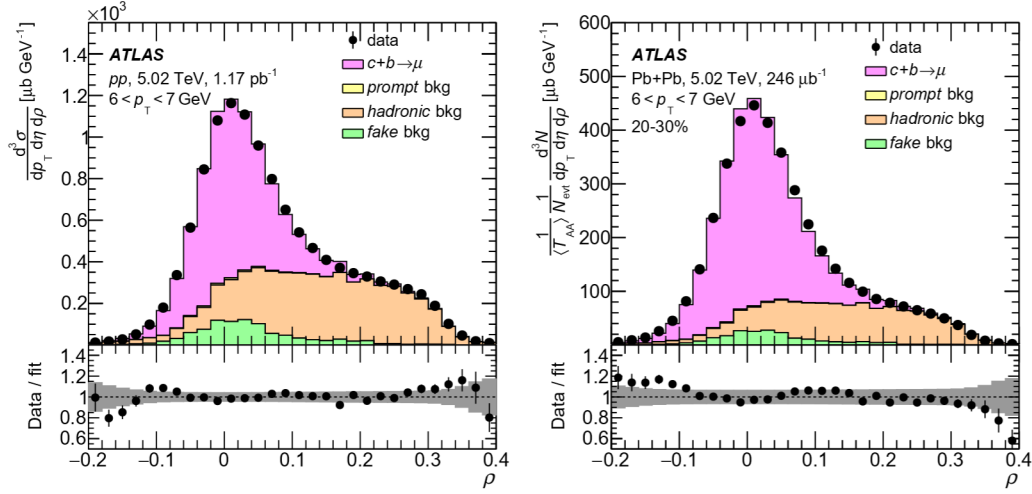 ×10³
1.4
1.2
1
0.8
0.6
0.4
0.2
d³σ
dp_T dη dρ [μb GeV⁻¹]
ATLAS
pp, 5.02 TeV, 1.17 pb⁻¹
6 < p_T < 7 GeV
data
c+b→μ
prompt bkg
hadronic bkg
fake bkg
1.4
1.2
1
0.8
0.6
Data / fit
−0.2 −0.1 0 0.1 0.2 0.3 0.4
ρ
600
500
400
300
200
100
1 1 d³N
⟨T_AA⟩ N_evt dp_T dη dρ [μb GeV⁻¹]
ATLAS
Pb+Pb, 5.02 TeV, 246 μb⁻¹
6 < p_T < 7 GeV
20-30%
data
c+b→μ
prompt bkg
hadronic bkg
fake bkg
1.4
1.2
1
0.8
0.6
Data / fit
−0.2 −0.1 0 0.1 0.2 0.3 0.4
ρ